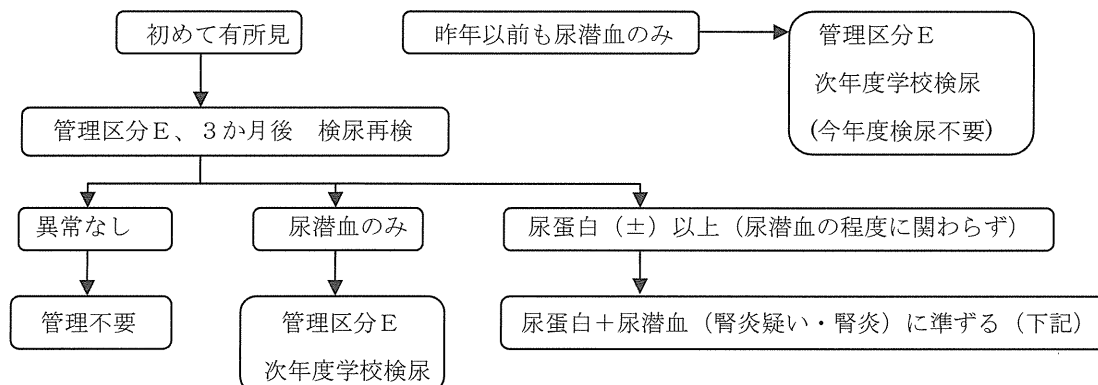 初めて有所見
昨年以前も尿潜血のみ
管理区分E
次年度学校検尿
(今年度検尿不要)
管理区分E、3か月後 検尿再検
異常なし
尿潜血のみ
尿蛋白(±)以上(尿潜血の程度に関わらず)
管理不要
管理区分E
次年度学校検尿
尿蛋白+尿潜血(腎炎疑い・腎炎)に準ずる(下記)